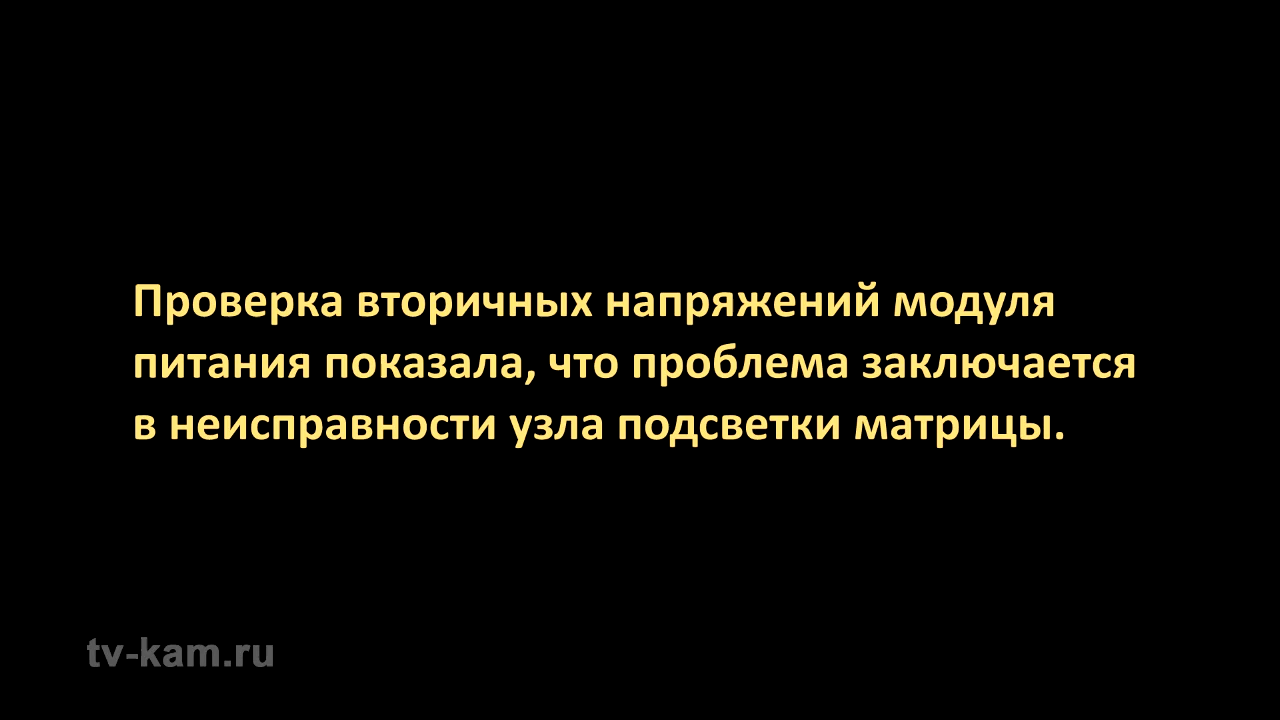 Проверка вторичных напряжений модуля
питания показала, что проблема заключается
в неисправности узла подсветки матрицы.
tv-kam.ru